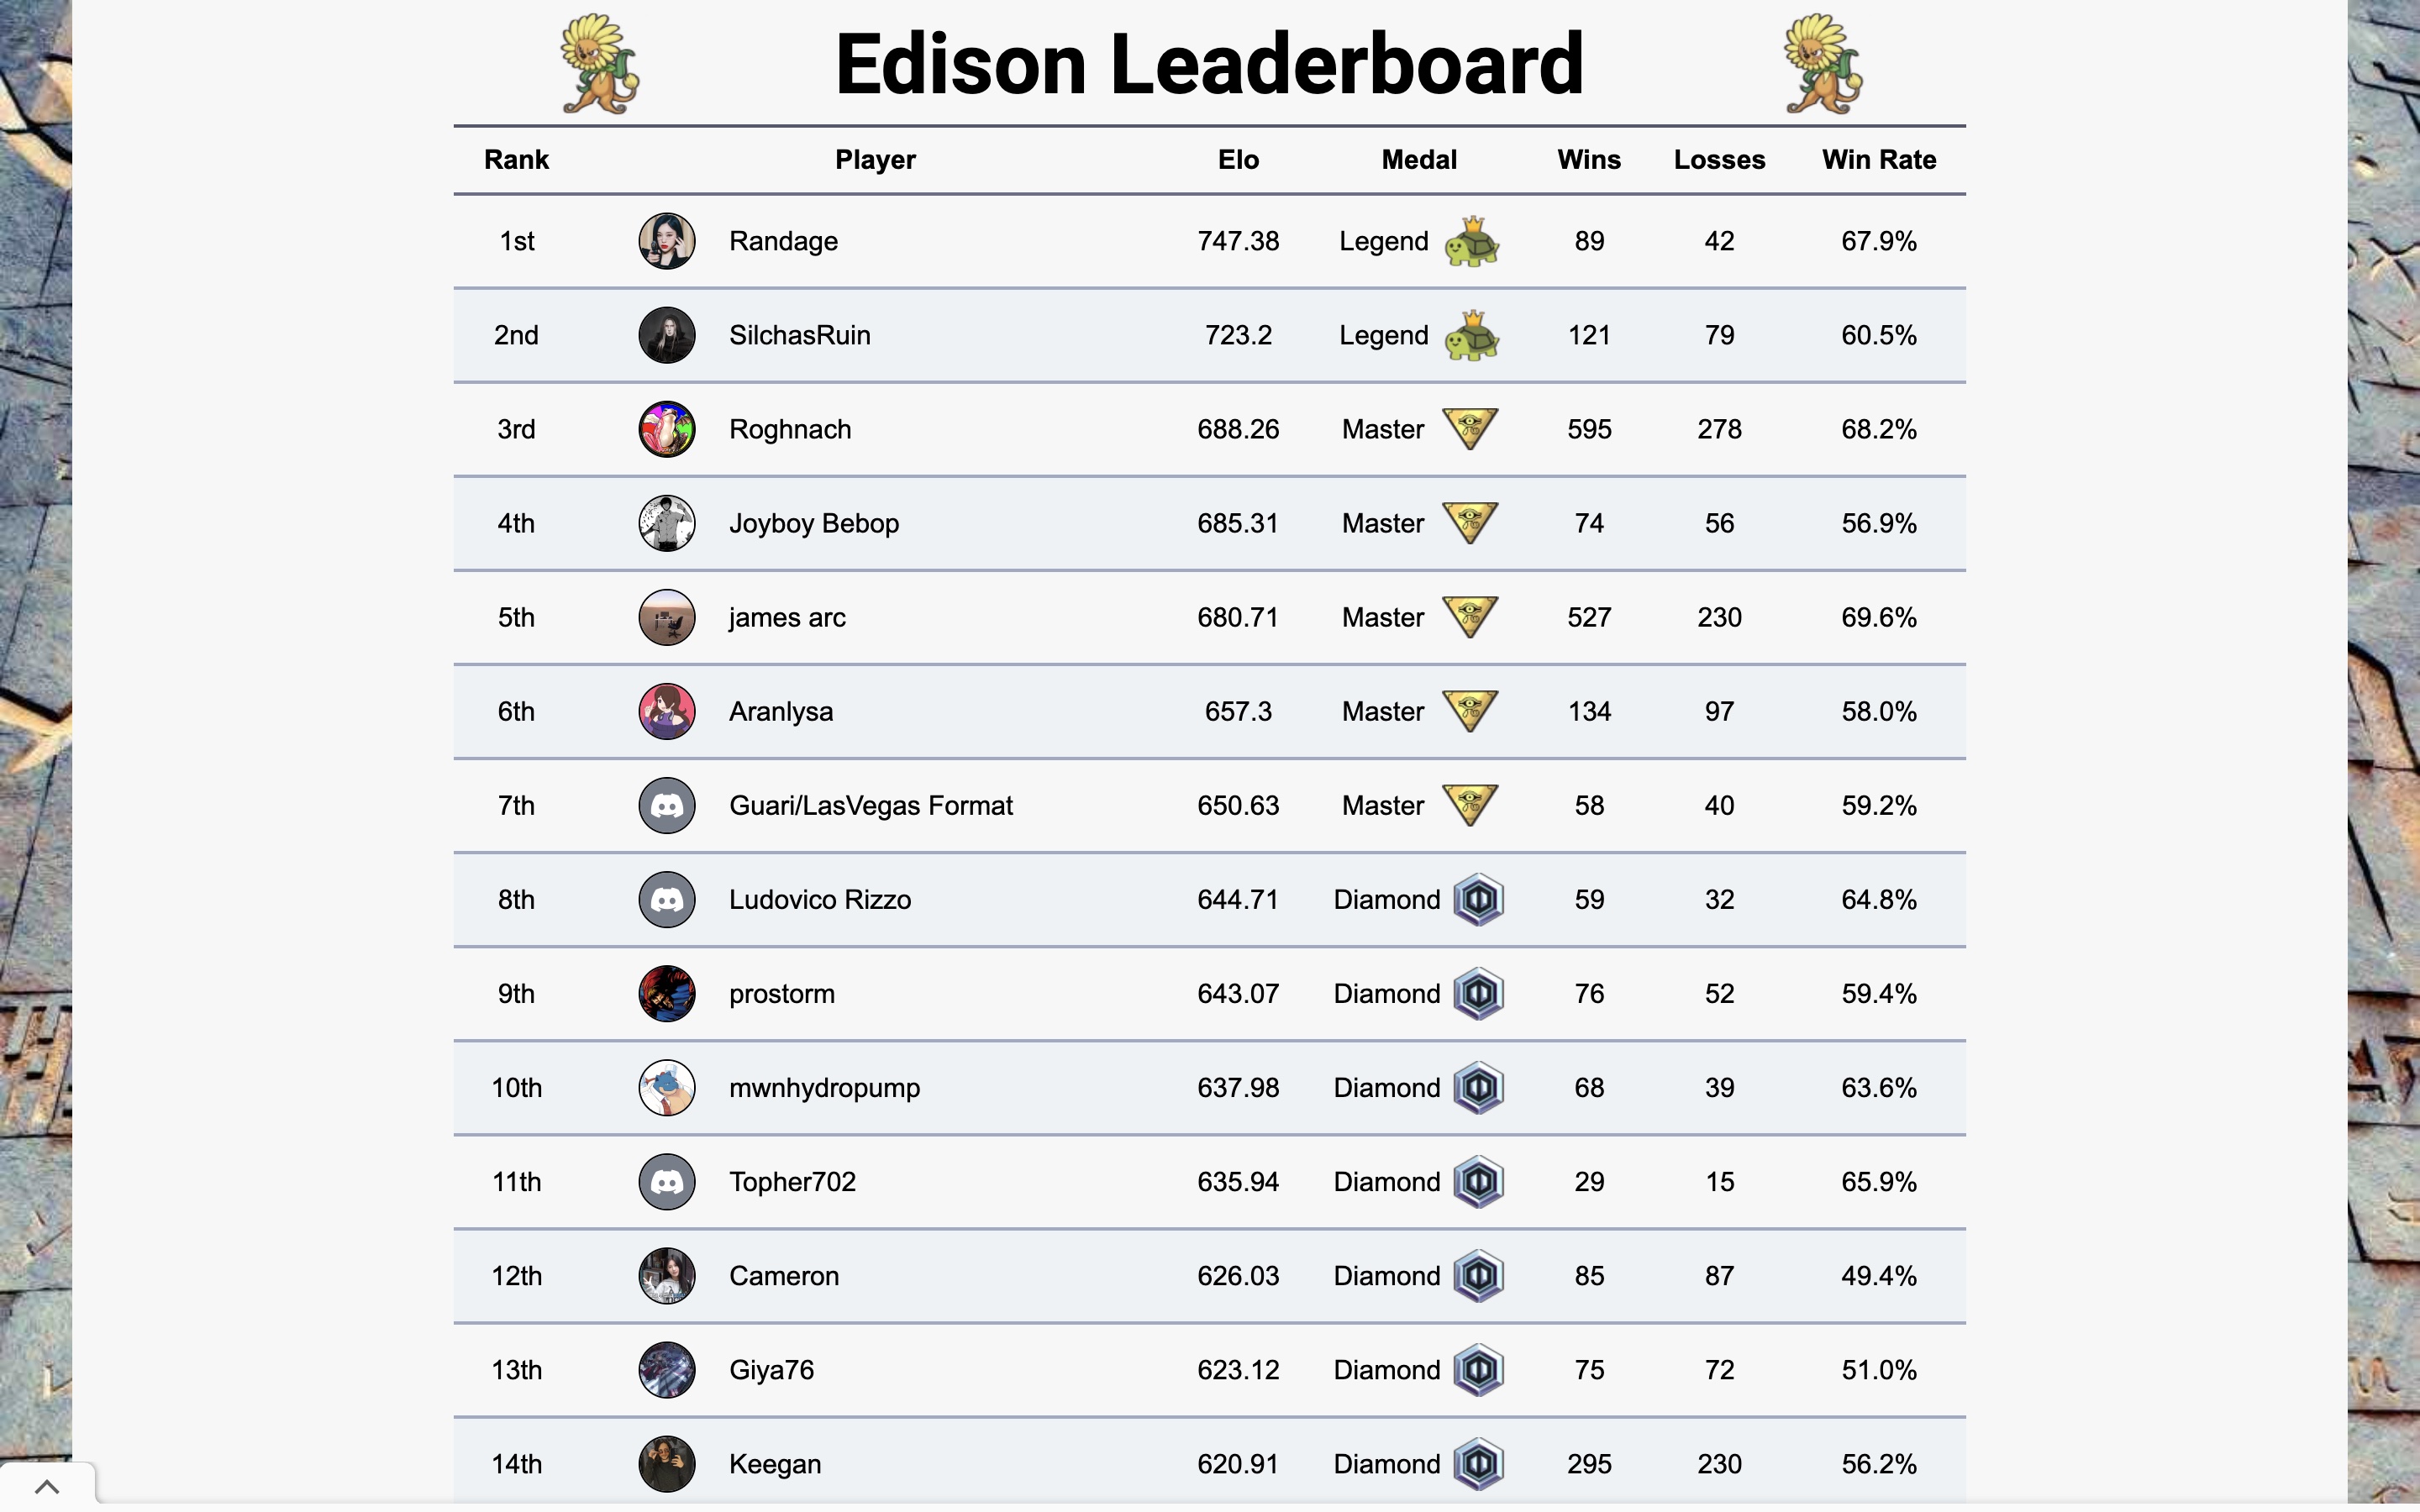 Edison Leaderboard
Rank Player Elo Medal Wins Losses Win Rate
1st Randage 747.38 Legend 89 42 67.9%
2nd SilchasRuin 723.2 Legend 121 79 60.5%
3rd Roghnach 688.26 Master 595 278 68.2%
4th Joyboy Bebop 685.31 Master 74 56 56.9%
5th james arc 680.71 Master 527 230 69.6%
6th Aranlysa 657.3 Master 134 97 58.0%
7th Guari/LasVegas Format 650.63 Master 58 40 59.2%
8th Ludovico Rizzo 644.71 Diamond 59 32 64.8%
9th prostorm 643.07 Diamond 76 52 59.4%
10th mwnhydropump 637.98 Diamond 68 39 63.6%
11th Topher702 635.94 Diamond 29 15 65.9%
12th Cameron 626.03 Diamond 85 87 49.4%
13th Giya76 623.12 Diamond 75 72 51.0%
14th Keegan 620.91 Diamond 295 230 56.2%